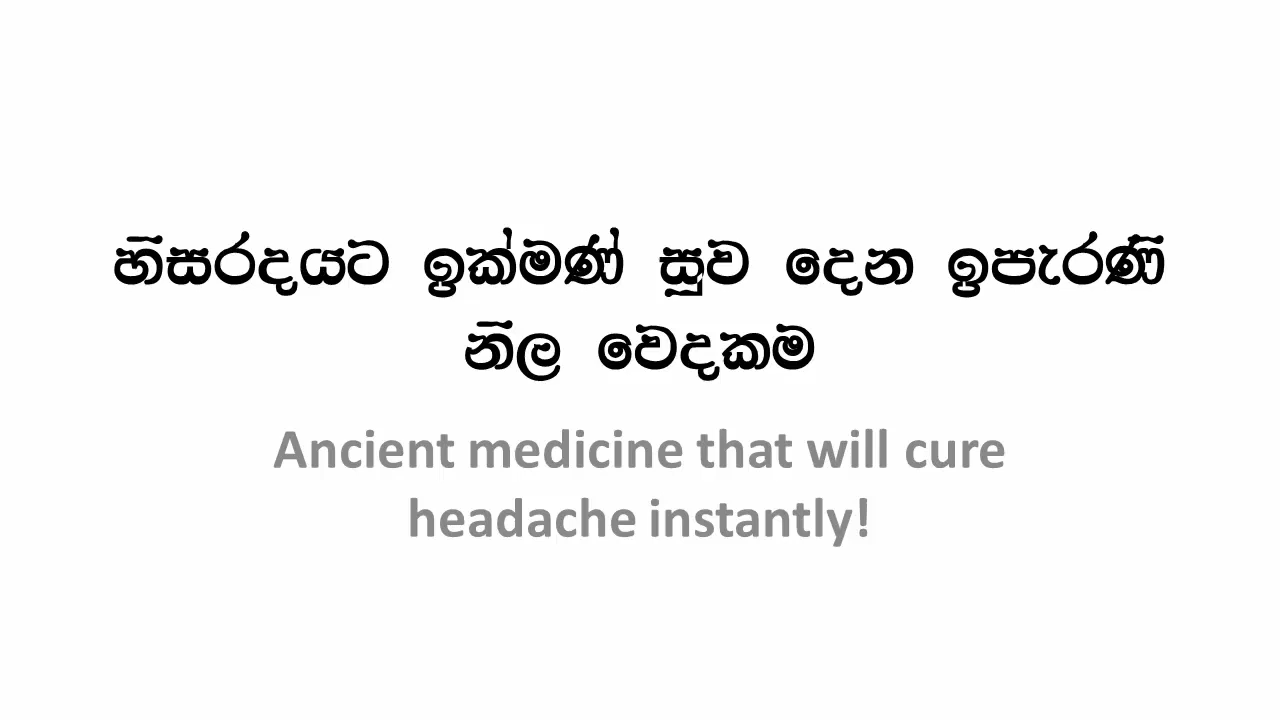 හිසරදයට ඉක්මණ් සුව දෙන ඉපැරණි
නිල වෙදකම
Ancient medicine that will cure
headache instantly!